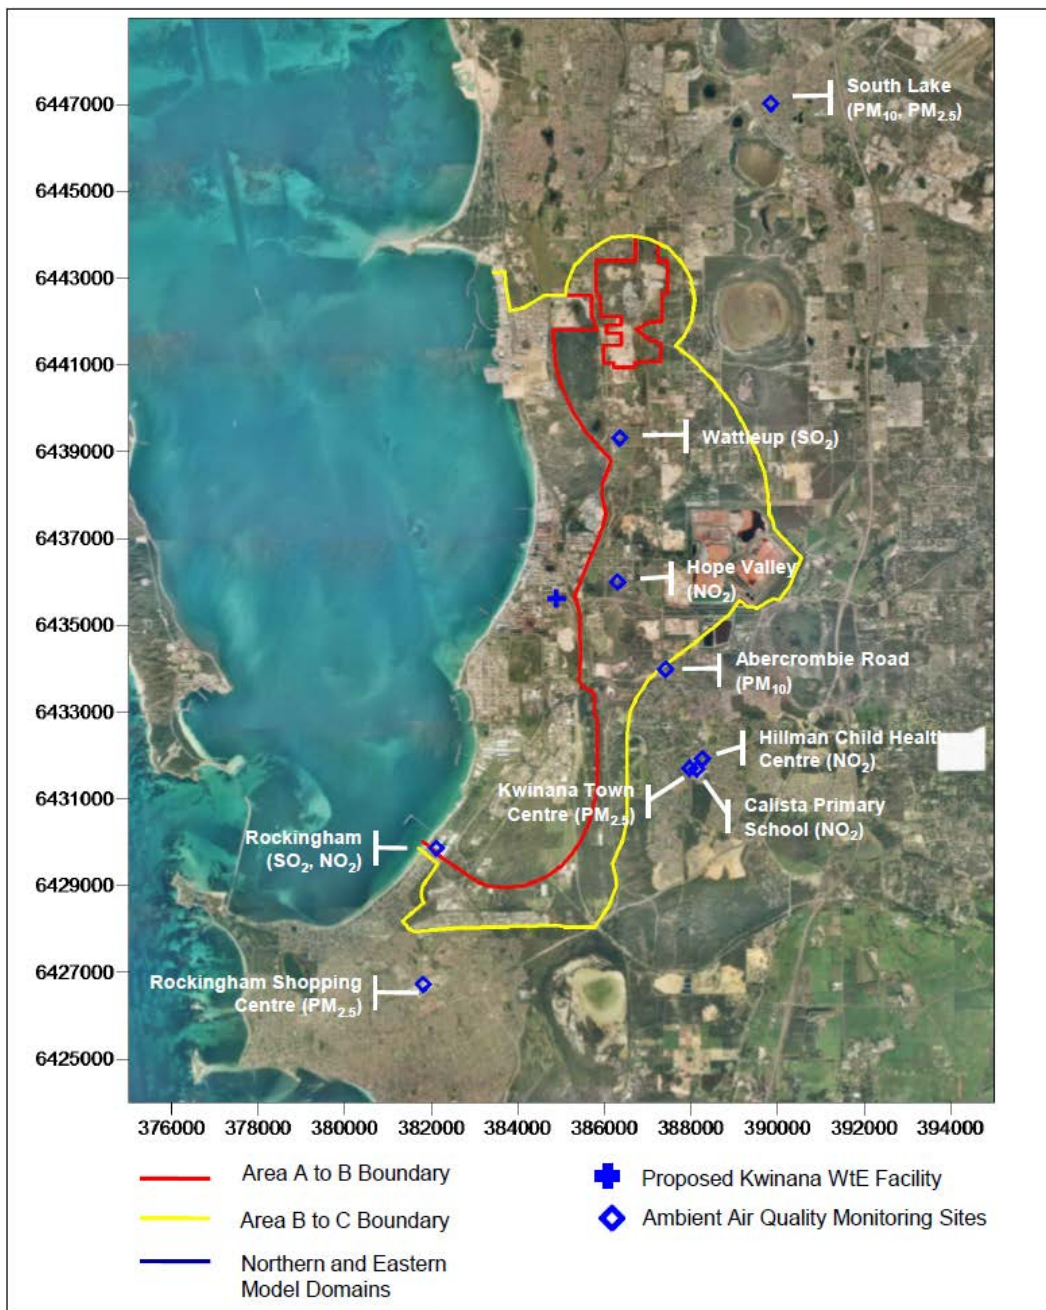 6447000
6445000
6443000
6441000
6439000
6437000
6435000
6433000
6431000
6429000
6427000
6425000
South Lake
(PM₁₀, PM₂.₅)
Wattleup (SO₂)
Hope Valley
(NO₂)
Abercrombie Road
(PM₁₀)
Hillman Child Health
Centre (NO₂)
Kwinana Town
Centre (PM₂.₅)
Calista Primary
School (NO₂)
Rockingham
(SO₂, NO₂)
Rockingham Shopping
Centre (PM₂.₅)
376000 378000 380000 382000 384000 386000 388000 390000 392000 394000
Area A to B Boundary
Area B to C Boundary
Northern and Eastern
Model Domains
Proposed Kwinana WtE Facility
Ambient Air Quality Monitoring Sites